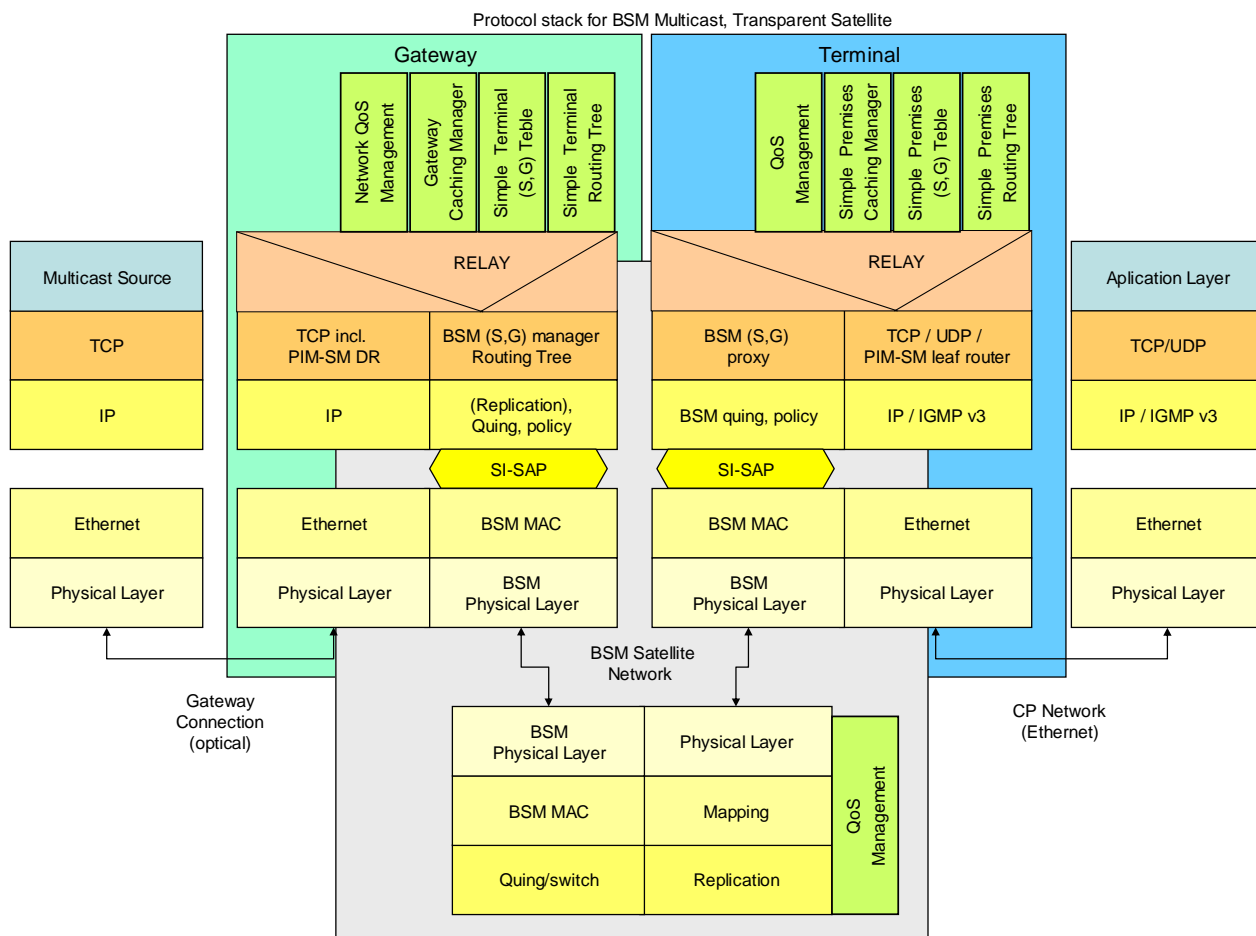 Protocol stack for BSM Multicast, Transparent Satellite
Gateway
Terminal
Network QoS
Management
Gateway
Caching Manager
Simple Terminal
(S,G) Teble
Simple Terminal
Routing Tree
QoS
Management
Simple Premises
Caching Manager
Simple Premises
(S,G) Teble
Simple Premises
Routing Tree
Multicast Source
RELAY
RELAY
Aplication Layer
TCP
TCP incl.
PIM-SM DR
BSM (S,G) manager
Routing Tree
BSM (S,G)
proxy
TCP / UDP /
PIM-SM leaf router
TCP/UDP
IP
IP
(Replication),
Quing, policy
BSM quing, policy
IP / IGMP v3
IP / IGMP v3
SI-SAP
SI-SAP
Ethernet
Ethernet
BSM MAC
BSM MAC
Ethernet
Ethernet
Physical Layer
Physical Layer
BSM
Physical Layer
BSM
Physical Layer
Physical Layer
Physical Layer
BSM Satellite
Network
Gateway
Connection
(optical)
CP Network
(Ethernet)
BSM
Physical Layer
Physical Layer
BSM MAC
Mapping
Quing/switch
Replication
QoS
Management